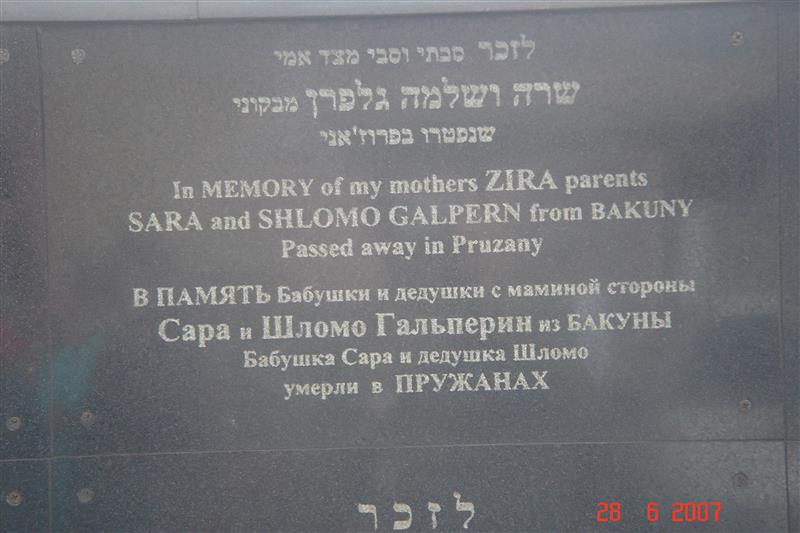 לזכר סבתי וסבי מצד אמי
שרה ושלמה גלפרן מבקוני
שנפטרו בפרוז'אני
In MEMORY of my mothers ZIRA parents
SARA and SHLOMO GALPERN from BAKUNY
Passed away in Pruzany
В ПАМЯТЬ Бабушки и дедушки с маминой стороны
Сара и Шломо Гальперин из БАКУНЫ
Бабушка Сара и дедушка Шломо
умерли в ПРУЖАНАХ
לזכר
28 6 2007